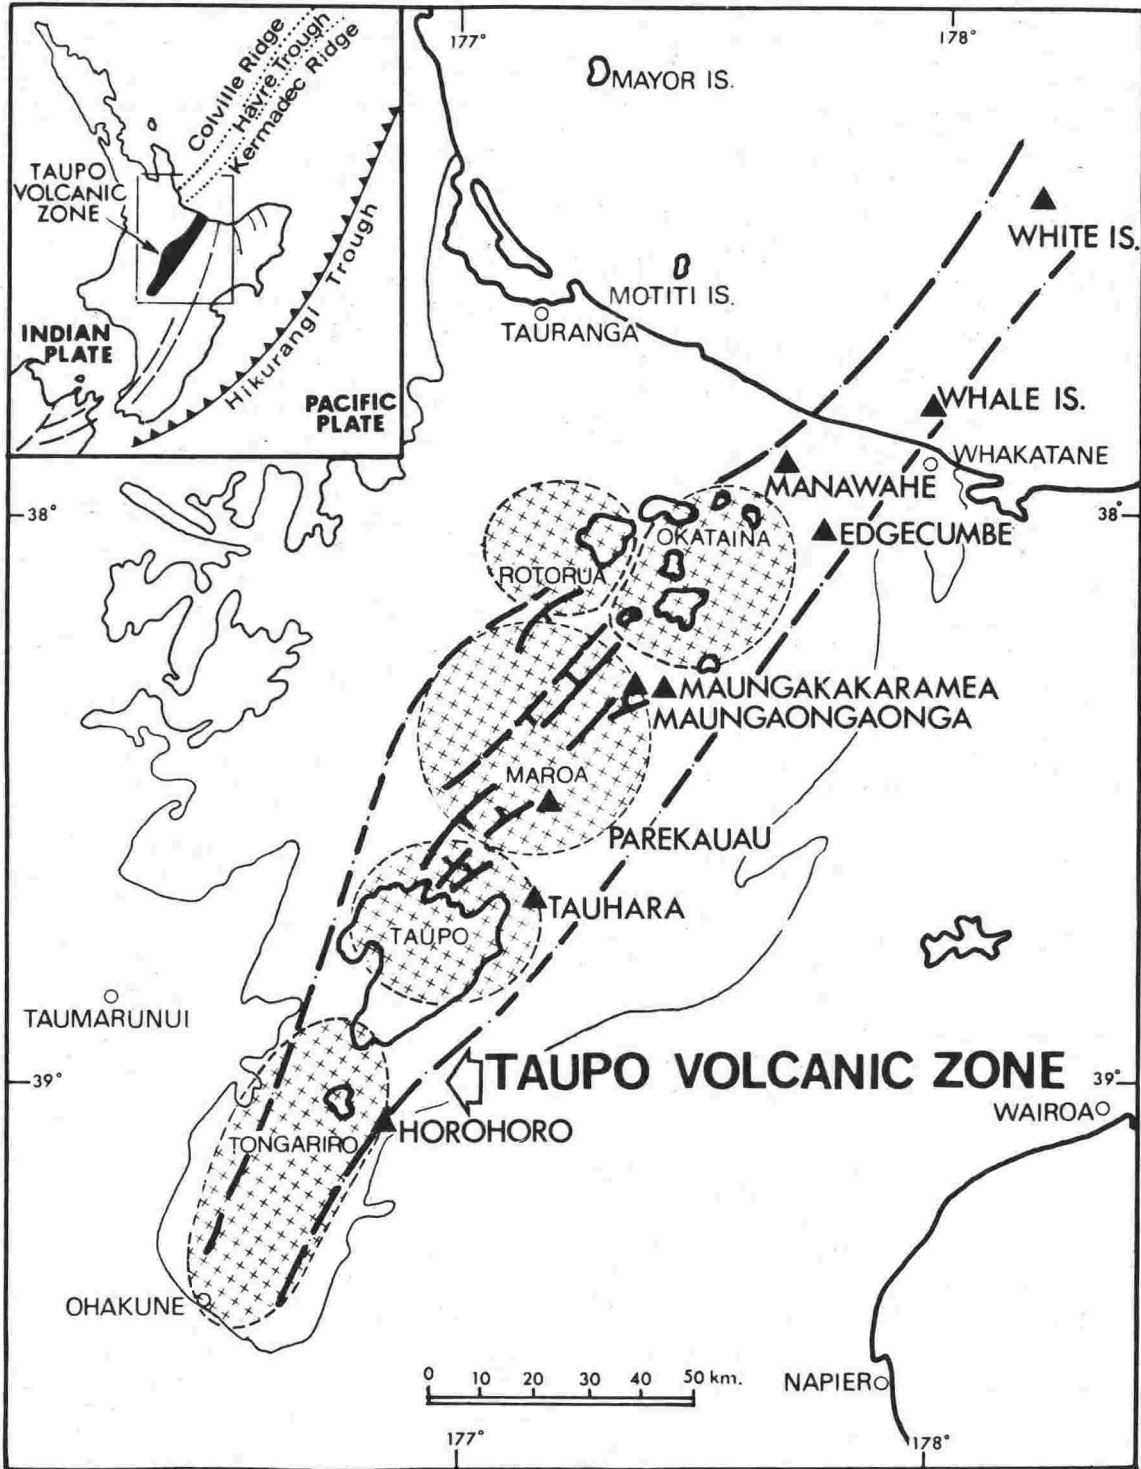 Colville Ridge
Havre Trough
Kermadec Ridge
TAUPO
VOLCANIC
ZONE
Hikurangi Trough
INDIAN
PLATE
PACIFIC
PLATE
177°
178°
MAYOR IS.
WHITE IS.
MOTITI IS.
TAURANGA
WHALE IS.
WHAKATANE
MANAWAHE
38°
38°
OKATAINA
EDGECUMBE
ROTORUA
MAUNGAKAKARAMEA
MAUNGAONGAONGA
MAROA
PAREKAUAU
TAUHARA
TAUPO
TAUMARUNUI
TAUPO VOLCANIC ZONE
39°
39°
WAIROA
HOROHORO
TONGARIRO
OHAKUNE
0 10 20 30 40 50 km.
NAPIER
177°
178°